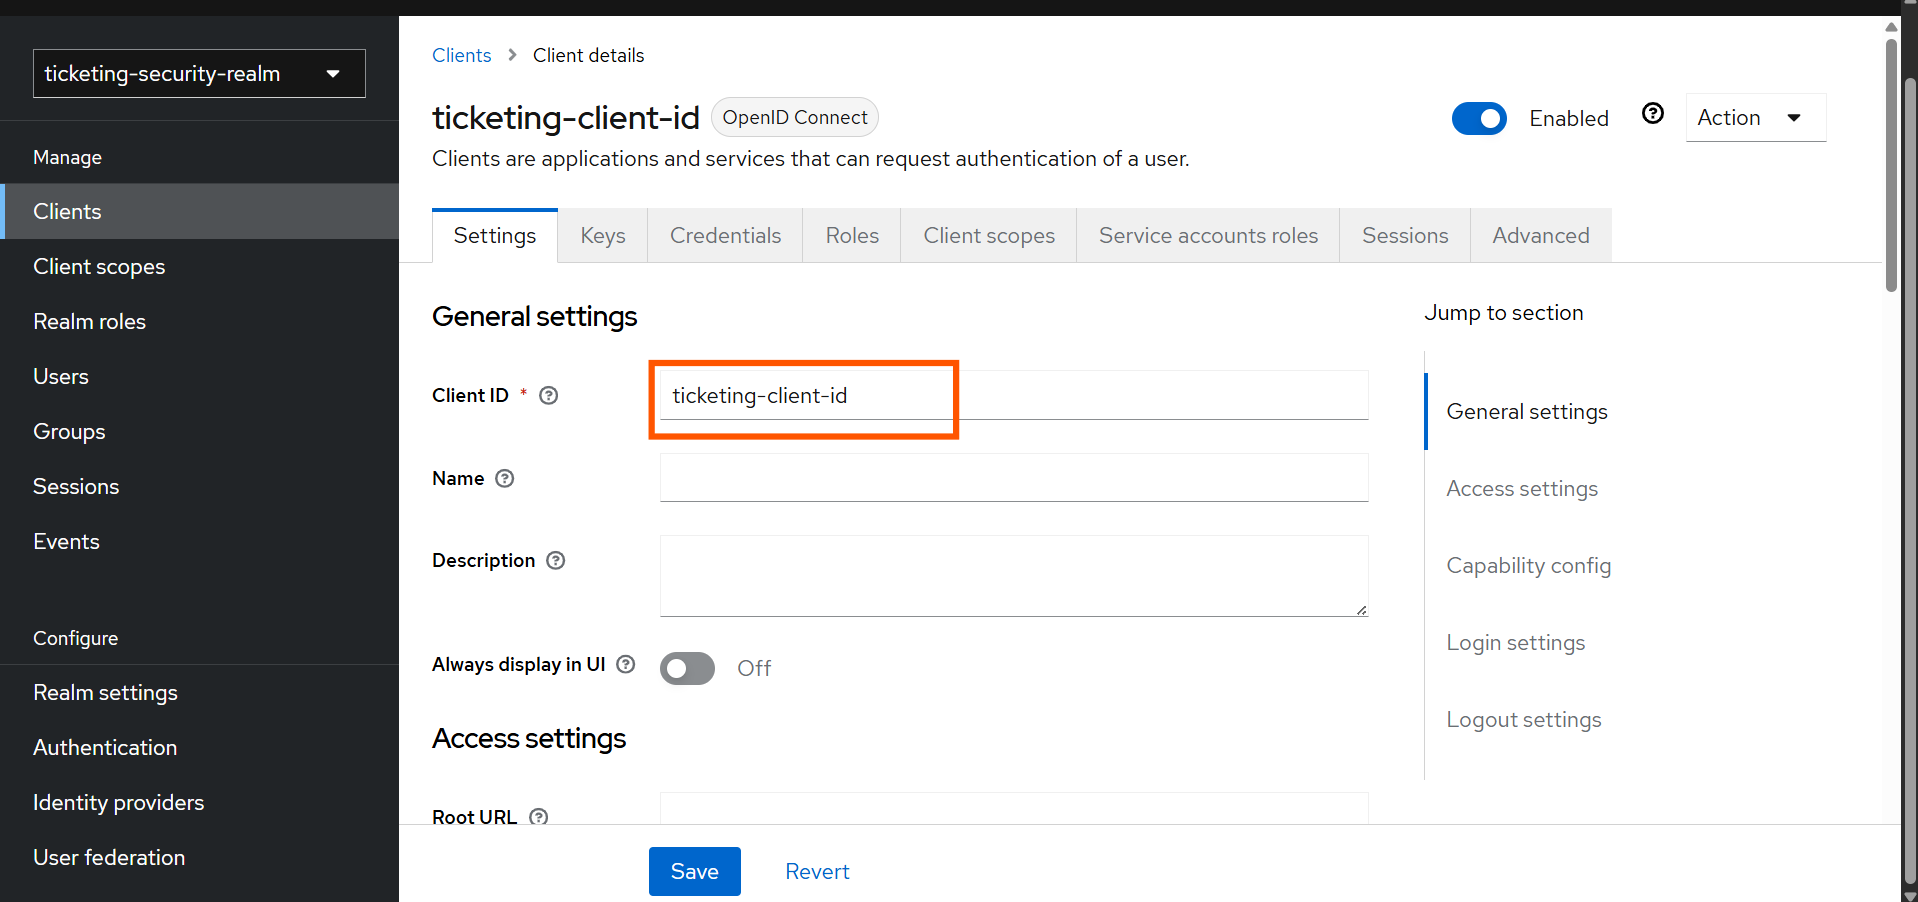 ticketing-security-realm
Manage
Clients
Client scopes
Realm roles
Users
Groups
Sessions
Events
Configure
Realm settings
Authentication
Identity providers
User federation
Clients > Client details
ticketing-client-id OpenID Connect
Enabled Action
Clients are applications and services that can request authentication of a user.
Settings Keys Credentials Roles Client scopes Service accounts roles Sessions Advanced
General settings
Client ID * ticketing-client-id
Name
Description
Always display in UI Off
Access settings
Root URL
Save Revert
Jump to section
General settings
Access settings
Capability config
Login settings
Logout settings